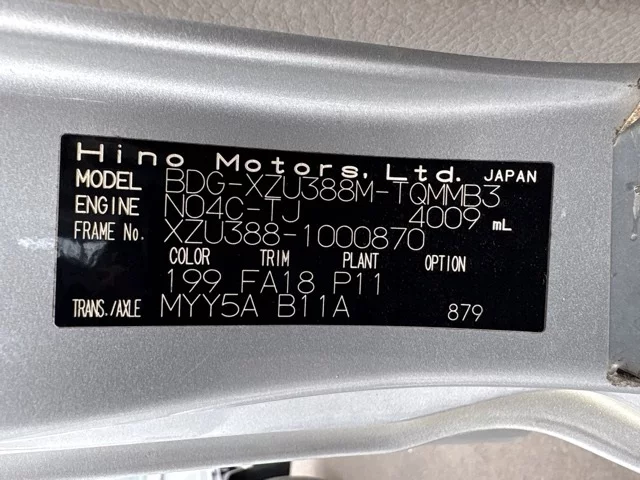 Hino Motors, Ltd. JAPAN
MODEL BDG-XZU388M-TQMMB3
ENGINE N04C-TJ 4009 mL
FRAME No. XZU388-1000870
COLOR TRIM PLANT OPTION
199 FA18 P11
TRANS./AXLE MYY5A B11A 879